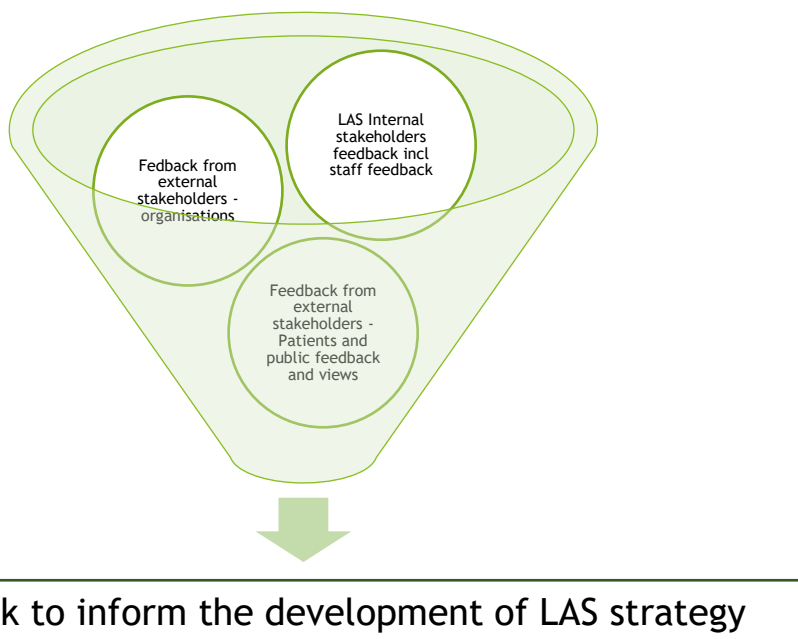 LAS Internal
stakeholders
feedback incl
staff feedback
Fedback from
external
stakeholders -
organisations
Feedback from
external
stakeholders -
Patients and
public feedback
and views
k to inform the development of LAS strategy